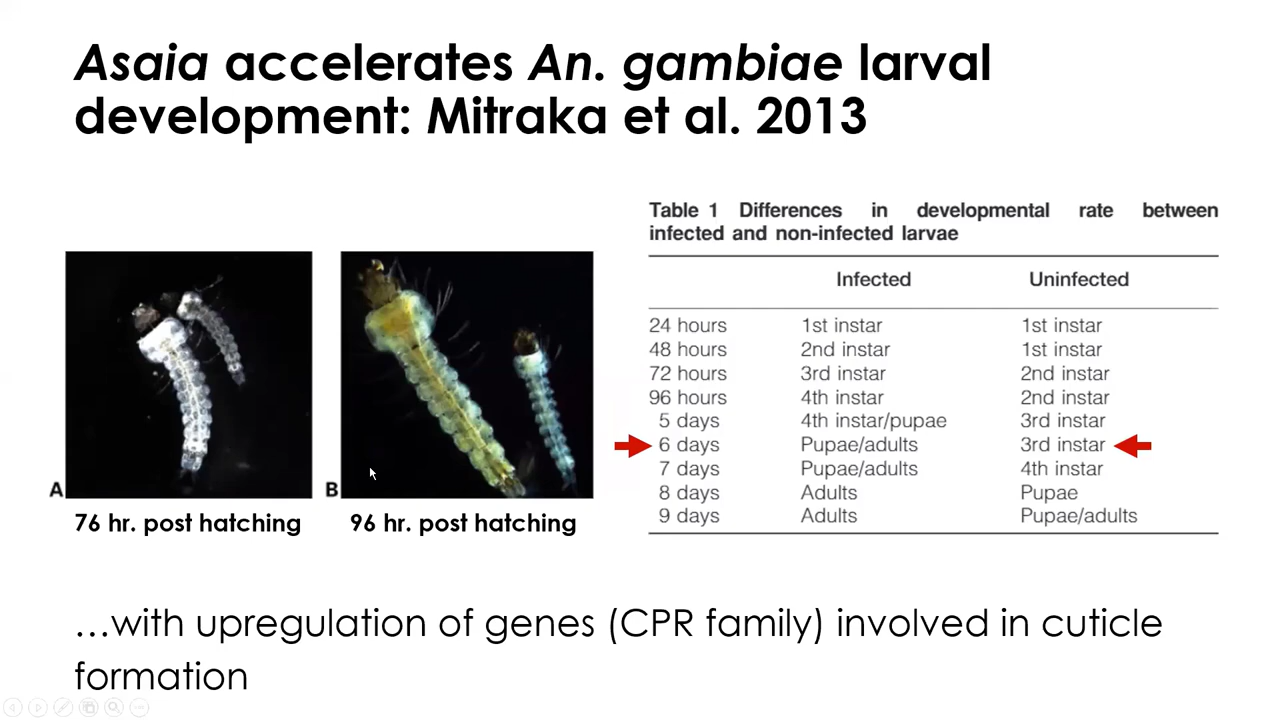 Asaia accelerates An. gambiae larval
development: Mitraka et al. 2013
A
76 hr. post hatching
B
96 hr. post hatching
Table 1 Differences in developmental rate between
infected and non-infected larvae
Infected Uninfected
24 hours 1st instar 1st instar
48 hours 2nd instar 1st instar
72 hours 3rd instar 2nd instar
96 hours 4th instar 2nd instar
5 days 4th instar/pupae 3rd instar
6 days Pupae/adults 3rd instar
7 days Pupae/adults 4th instar
8 days Adults Pupae
9 days Adults Pupae/adults
…with upregulation of genes (CPR family) involved in cuticle
formation